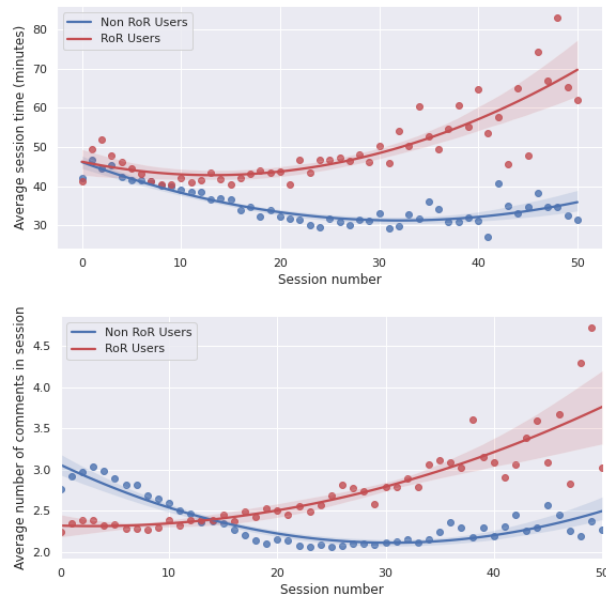 80
70
60
50
40
30
Average session time (minutes)
Non RoR Users
RoR Users
0 10 20 30 40 50
Session number
4.5
4.0
3.5
3.0
2.5
2.0
Average number of comments in session
Non RoR Users
RoR Users
0 10 20 30 40 50
Session number